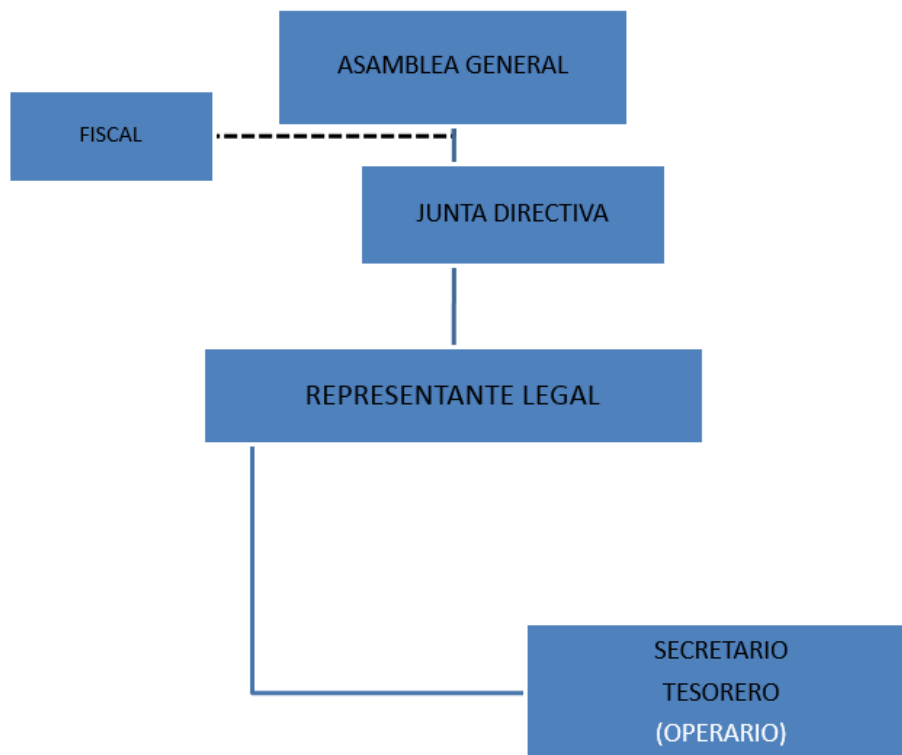 ASAMBLEA GENERAL
FISCAL
JUNTA DIRECTIVA
REPRESENTANTE LEGAL
SECRETARIO
TESORERO
(OPERARIO)